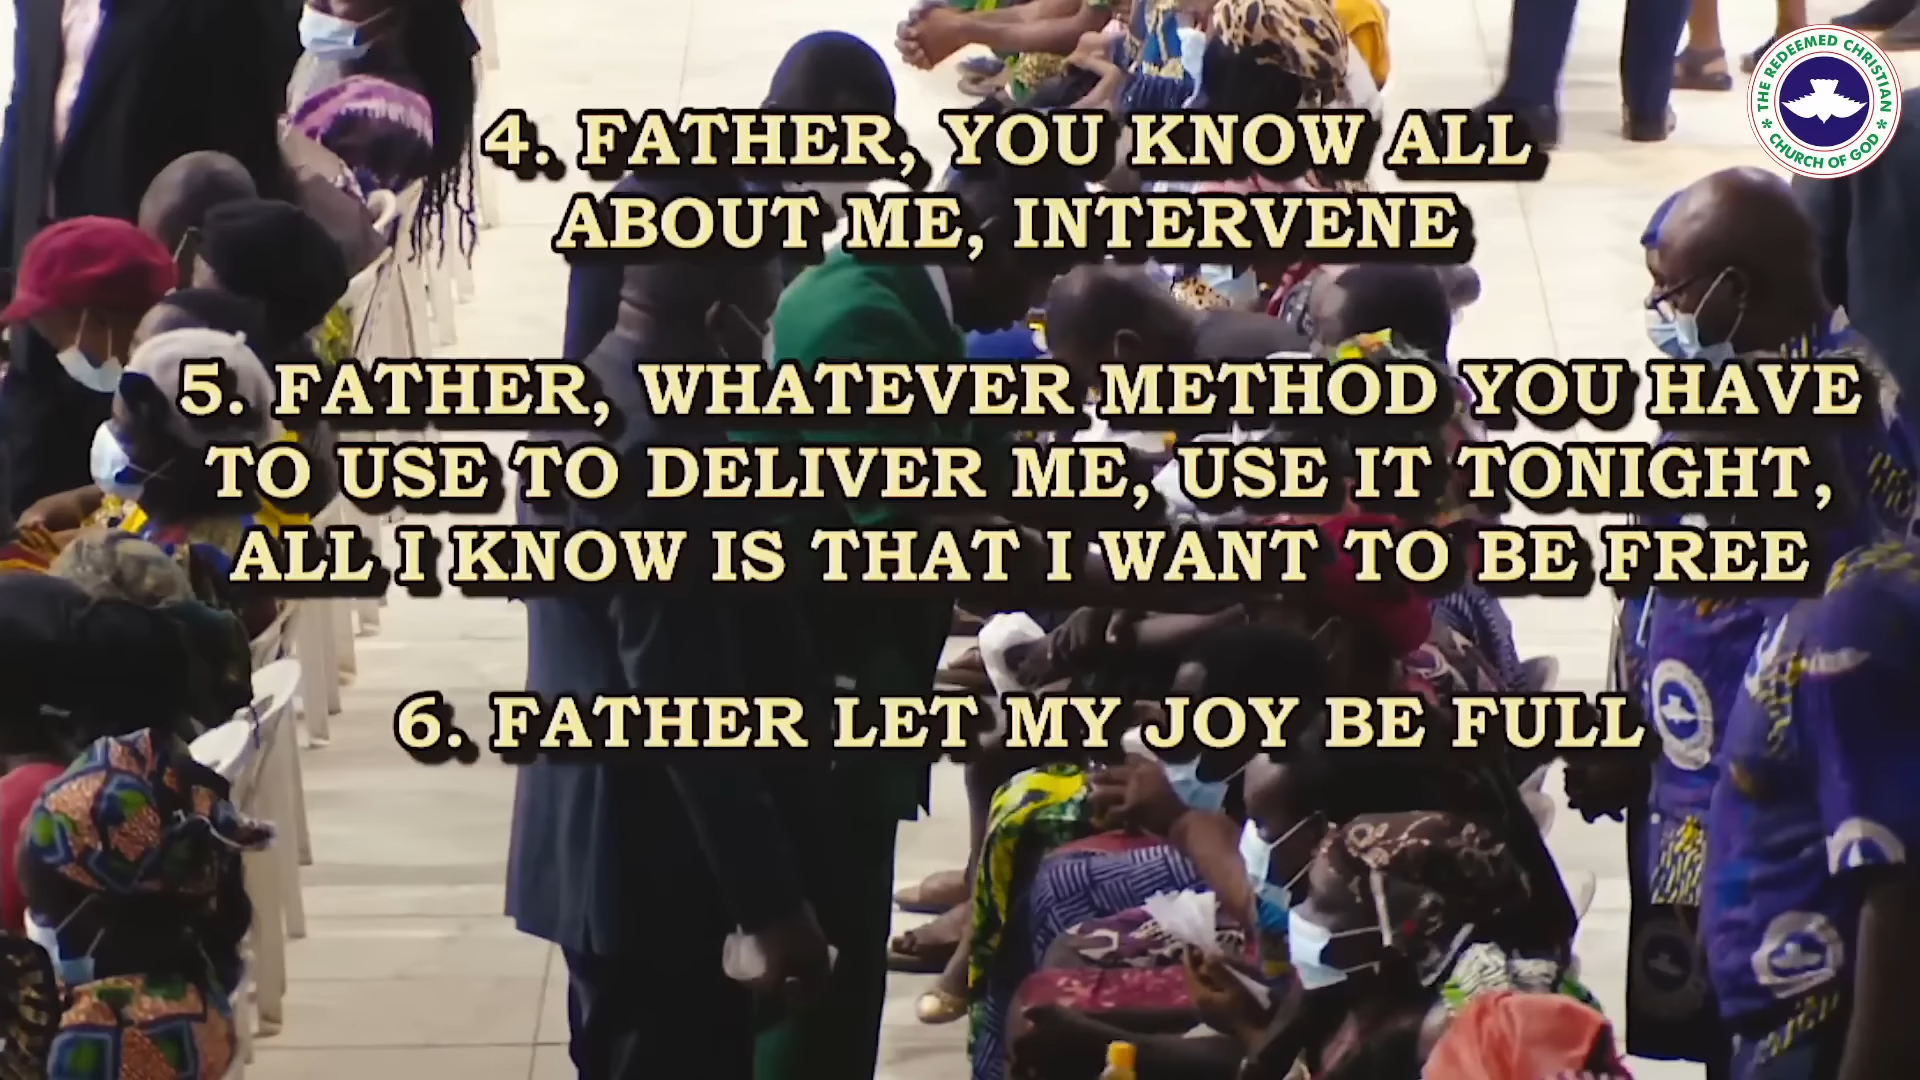 THE REDEEMED CHRISTIAN
CHURCH OF GOD
4. FATHER, YOU KNOW ALL
ABOUT ME, INTERVENE
5. FATHER, WHATEVER METHOD YOU HAVE
TO USE TO DELIVER ME, USE IT TONIGHT,
ALL I KNOW IS THAT I WANT TO BE FREE
6. FATHER LET MY JOY BE FULL